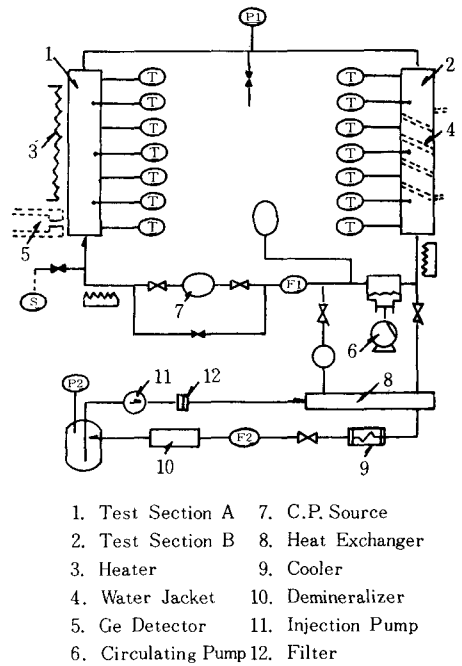 P1
1
2
T T
T T
3 T T 4
T T
T T
T T
T T
5
S
7
F1
6
P2
11 12
8
10
F2
9
1. Test Section A 7. C.P. Source
2. Test Section B 8. Heat Exchanger
3. Heater 9. Cooler
4. Water Jacket 10. Demineralizer
5. Ge Detector 11. Injection Pump
6. Circulating Pump 12. Filter